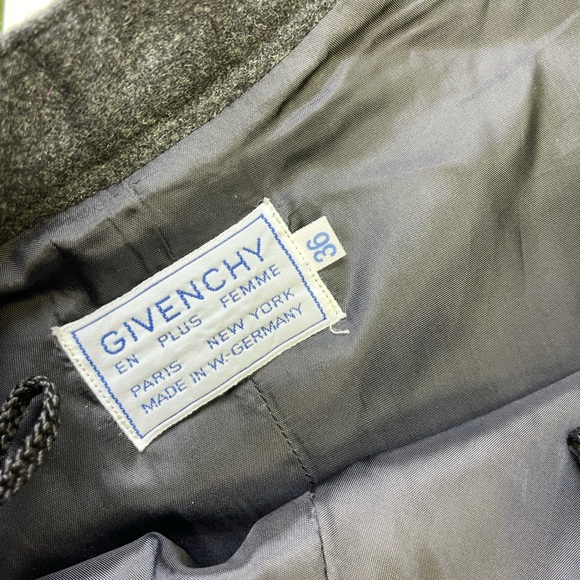 GIVENCHY
EN PLUS FEMME
PARIS NEW YORK
MADE IN W.-GERMANY
36